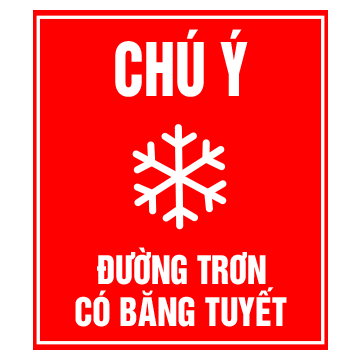 CHÚ Ý
ĐƯỜNG TRƠN
CÓ BĂNG TUYẾT